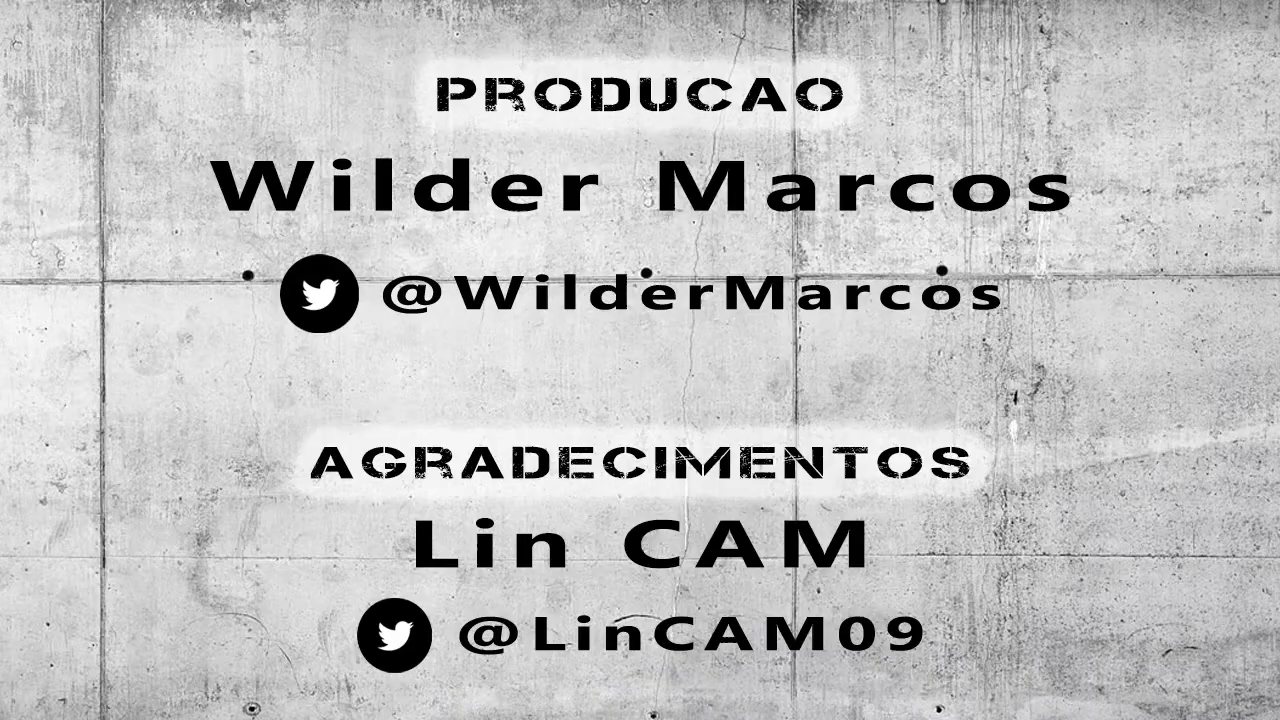 PRODUCAO
Wilder Marcos
@WilderMarcos
AGRADECIMENTOS
Lin CAM
@LinCAM09